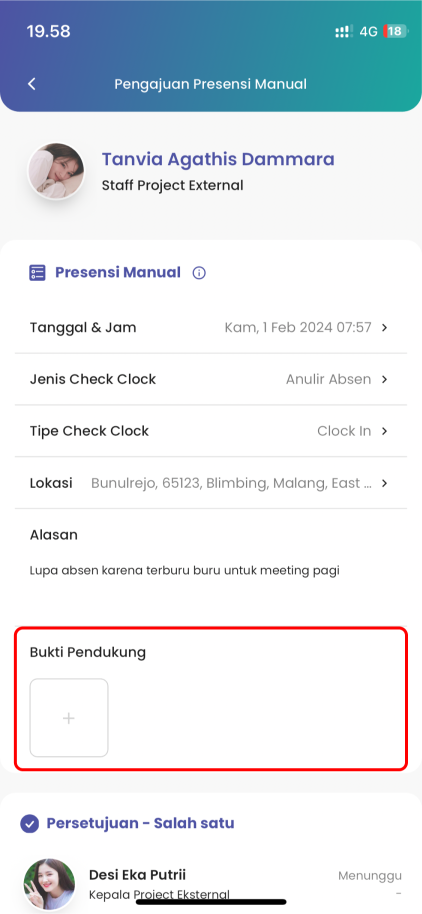 19.58
4G 18
Pengajuan Presensi Manual
Tanvia Agathis Dammara
Staff Project External
Presensi Manual
Tanggal & Jam Kam, 1 Feb 2024 07:57
Jenis Check Clock Anulir Absen
Tipe Check Clock Clock In
Lokasi Bunulrejo, 65123, Blimbing, Malang, East ...
Alasan
Lupa absen karena terburu buru untuk meeting pagi
Bukti Pendukung
+
Persetujuan - Salah satu
Desi Eka Putrii Menunggu
Kepala Project Eksternal -